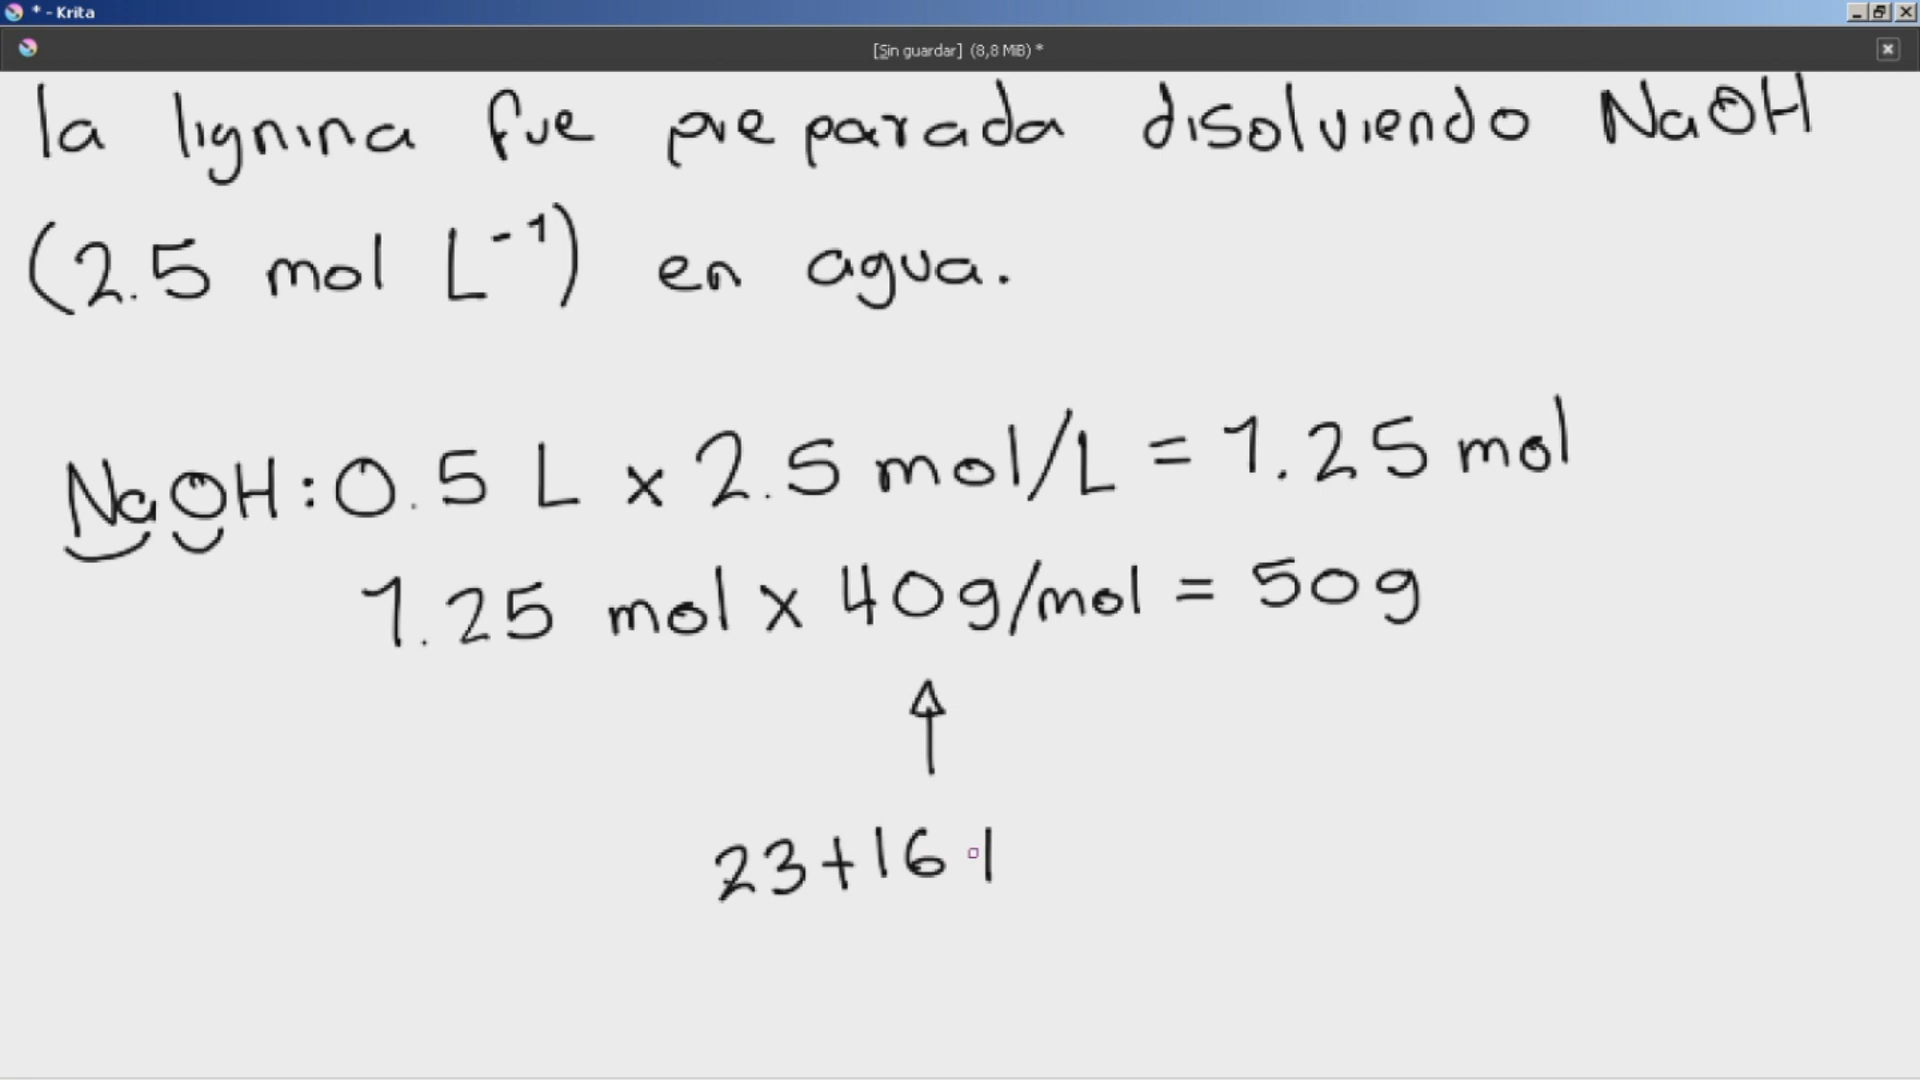 * - Krita
[Sin guardar] (8,8 MiB) *
la lignina fue preparada disolviendo NaOH
(2.5 mol L⁻¹) en agua.
NaOH: 0.5 L x 2.5 mol/L = 1.25 mol
1.25 mol x 40g/mol = 50g
23+16 1